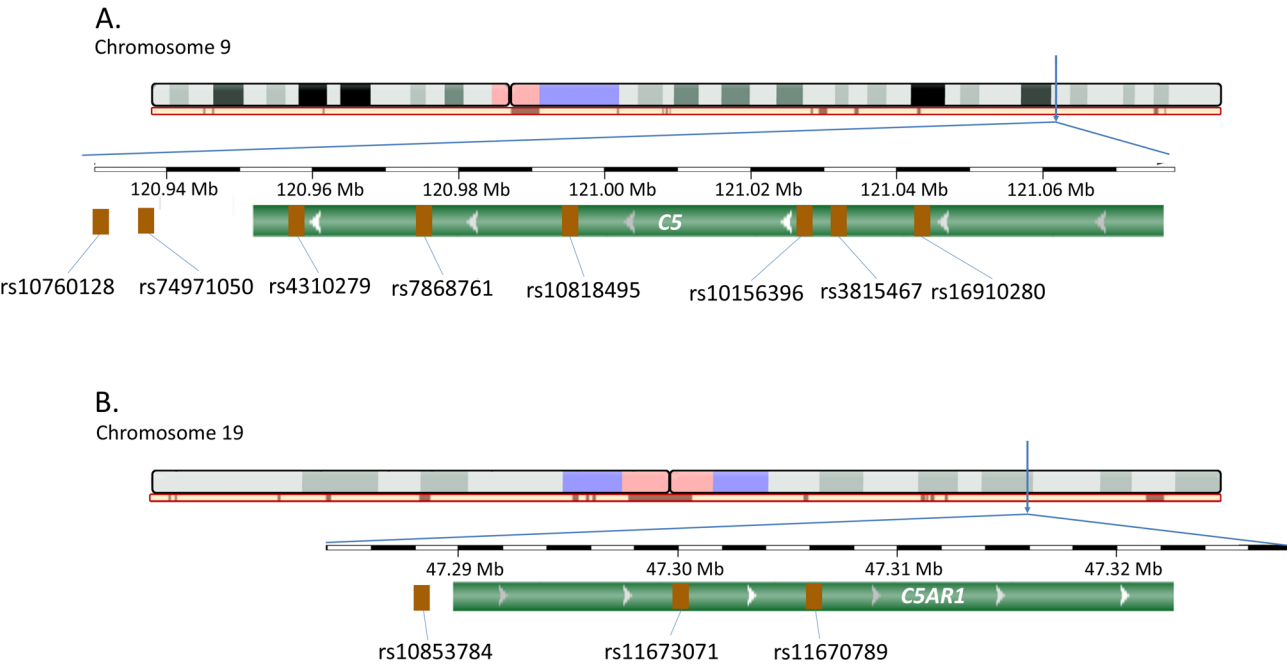 A.
Chromosome 9
120.94 Mb 120.96 Mb 120.98 Mb 121.00 Mb 121.02 Mb 121.04 Mb 121.06 Mb
C5
rs10760128 rs74971050 rs4310279 rs7868761 rs10818495 rs10156396 rs3815467 rs16910280
B.
Chromosome 19
47.29 Mb 47.30 Mb 47.31 Mb 47.32 Mb
C5AR1
rs10853784 rs11673071 rs11670789